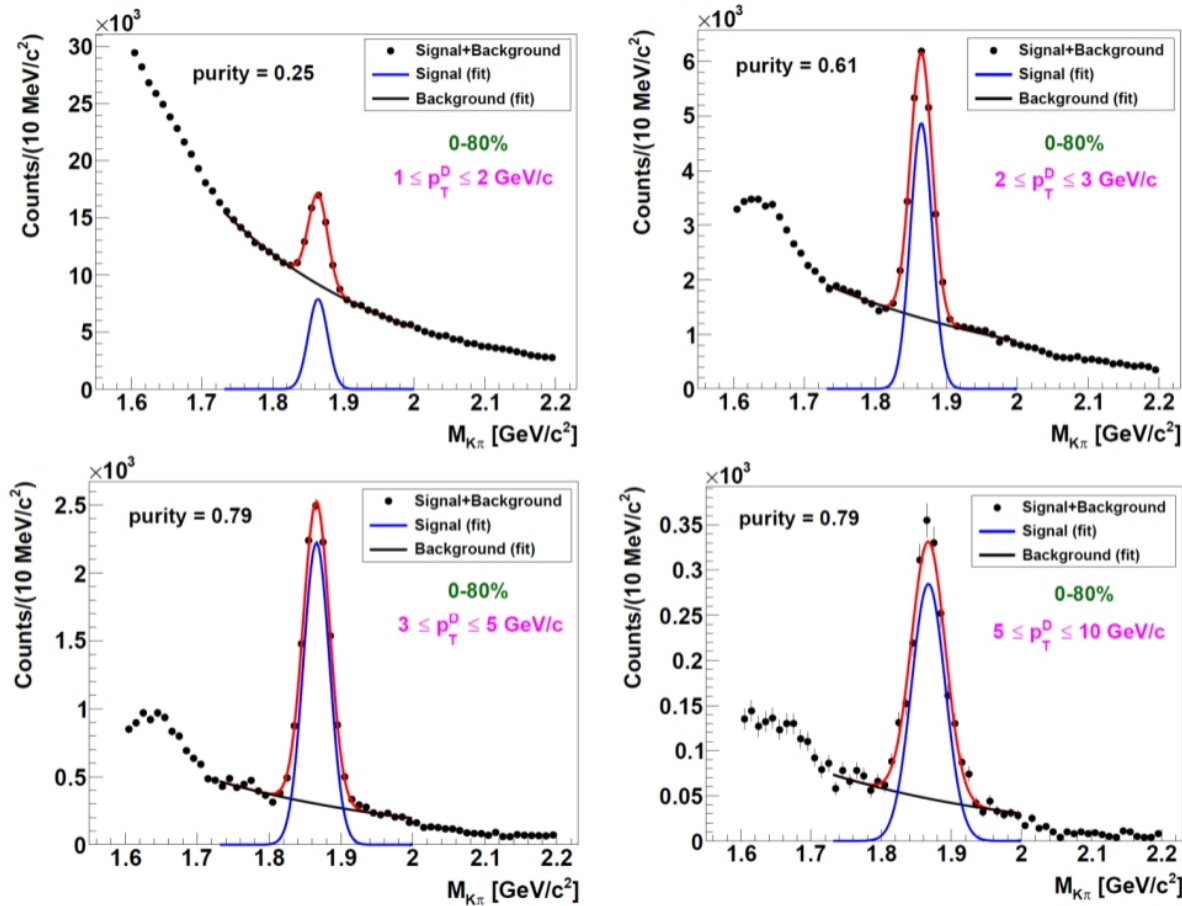 ×10³
Counts/(10 MeV/c²)
30
25
20
15
10
5
0
purity = 0.25
Signal+Background
Signal (fit)
Background (fit)
0-80%
1 ≤ p_T^D ≤ 2 GeV/c
1.6 1.7 1.8 1.9 2 2.1 2.2
M_Kπ [GeV/c²]
×10³
Counts/(10 MeV/c²)
6
5
4
3
2
1
0
purity = 0.61
Signal+Background
Signal (fit)
Background (fit)
0-80%
2 ≤ p_T^D ≤ 3 GeV/c
1.6 1.7 1.8 1.9 2 2.1 2.2
M_Kπ [GeV/c²]
×10³
Counts/(10 MeV/c²)
2.5
2
1.5
1
0.5
0
purity = 0.79
Signal+Background
Signal (fit)
Background (fit)
0-80%
3 ≤ p_T^D ≤ 5 GeV/c
1.6 1.7 1.8 1.9 2 2.1 2.2
M_Kπ [GeV/c²]
×10³
Counts/(10 MeV/c²)
0.35
0.3
0.25
0.2
0.15
0.1
0.05
0
purity = 0.79
Signal+Background
Signal (fit)
Background (fit)
0-80%
5 ≤ p_T^D ≤ 10 GeV/c
1.6 1.7 1.8 1.9 2 2.1 2.2
M_Kπ [GeV/c²]